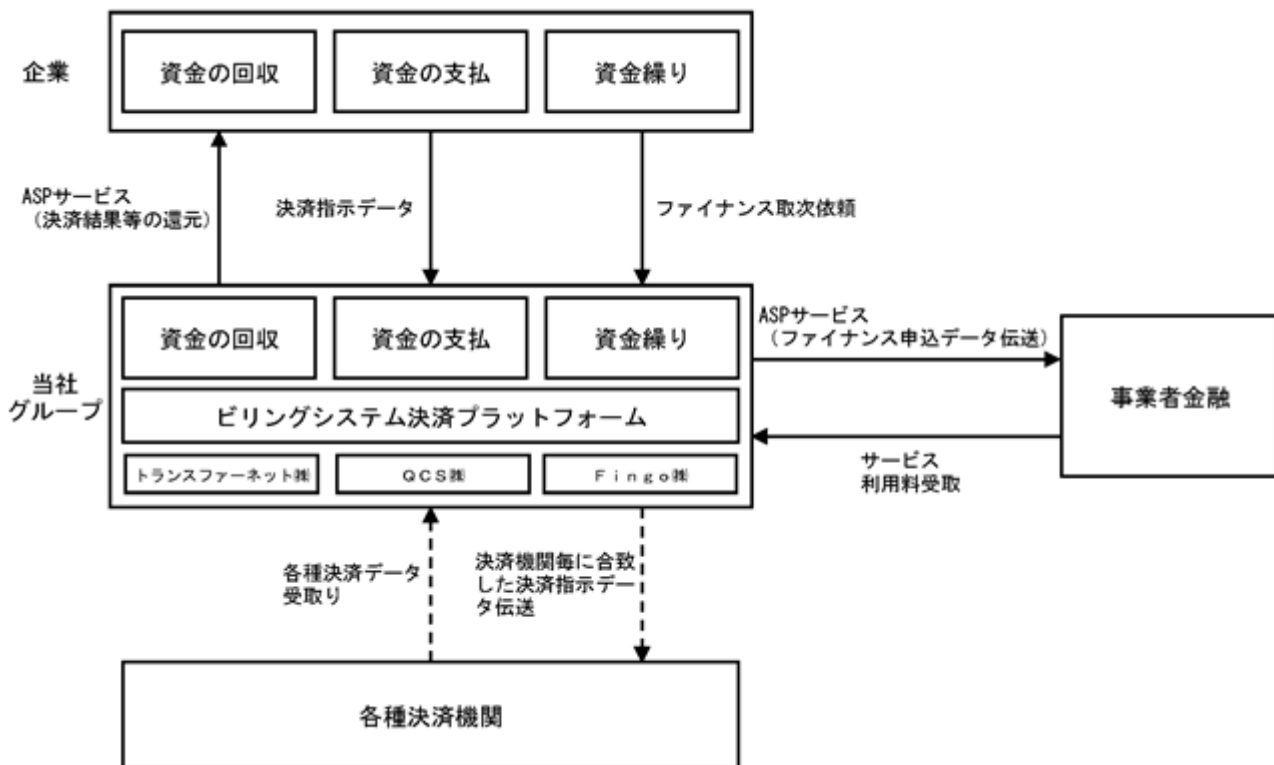 企業
資金の回収
資金の支払
資金繰り
ASPサービス
(決済結果等の還元)
決済指示データ
ファイナンス取次依頼
当社
グループ
資金の回収
資金の支払
資金繰り
ビリングシステム決済プラットフォーム
トランスファーネット㈱
QCS㈱
Fingo㈱
ASPサービス
(ファイナンス申込データ伝送)
事業者金融
サービス
利用料受取
各種決済データ
受取り
決済機関毎に合致
した決済指示デー
タ伝送
各種決済機関